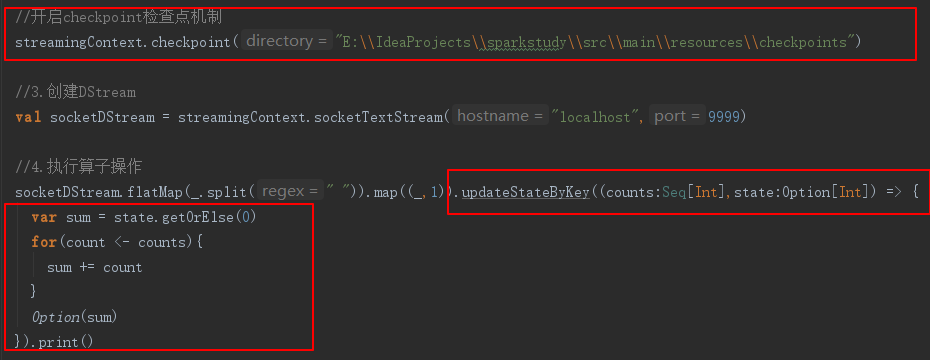 //开启checkpoint检查点机制
streamingContext.checkpoint( directory = "E:\\IdeaProjects\\sparkstudy\\src\\main\\resources\\checkpoints")
//3.创建DStream
val socketDStream = streamingContext.socketTextStream( hostname = "localhost", port = 9999)
//4.执行算子操作
socketDStream.flatMap(_.split( regex = " ")).map((_,1)).updateStateByKey((counts:Seq[Int],state:Option[Int]) => {
var sum = state.getOrElse(0)
for(count <- counts){
sum += count
}
Option(sum)
}).print()